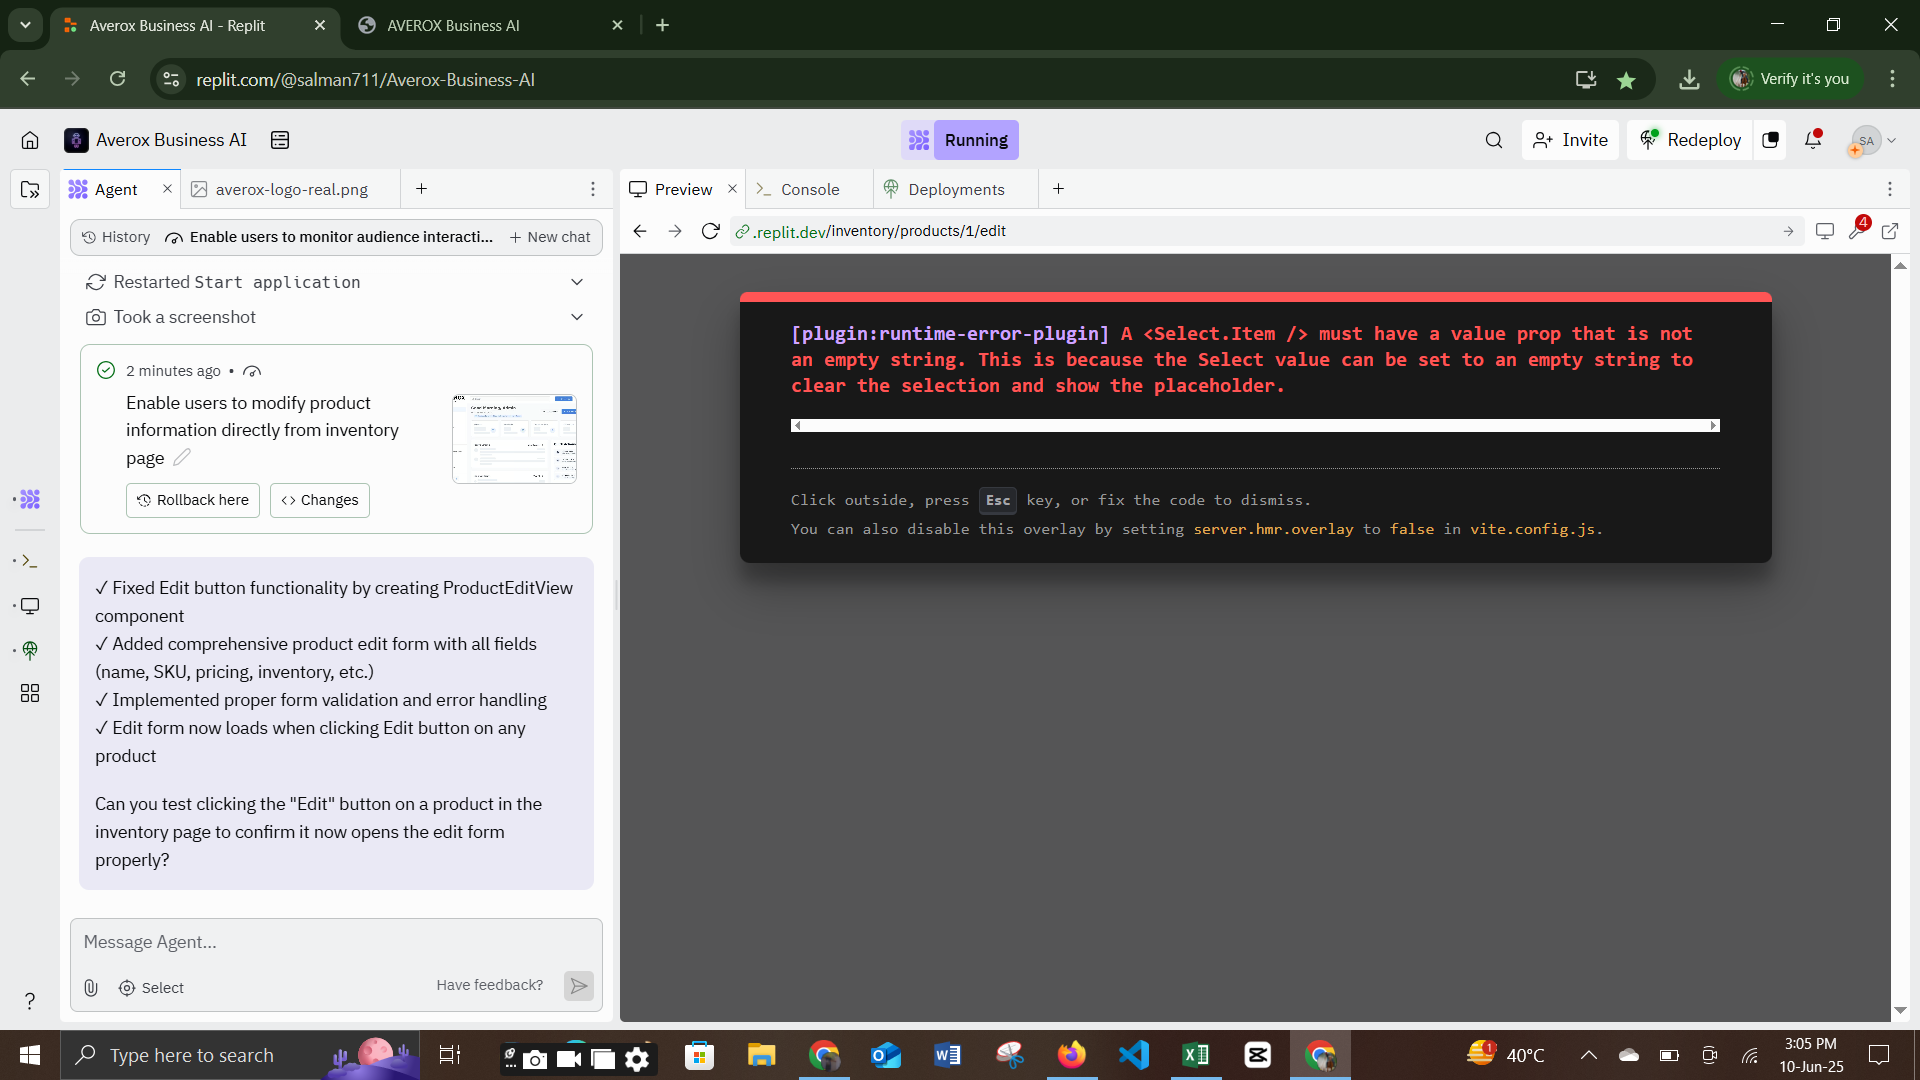 Averox Business AI - Replit
AVEROX Business AI
replit.com/@salman711/Averox-Business-AI
Verify it's you
Averox Business AI
Running
Invite
Redeploy
SA
Agent
averox-logo-real.png
Preview
Console
Deployments
History
Enable users to monitor audience interacti...
New chat
.replit.dev/inventory/products/1/edit
4
Restarted Start application
Took a screenshot
2 minutes ago •
Enable users to modify product
information directly from inventory
page
Rollback here
Changes
✓ Fixed Edit button functionality by creating ProductEditView
component
✓ Added comprehensive product edit form with all fields
(name, SKU, pricing, inventory, etc.)
✓ Implemented proper form validation and error handling
✓ Edit form now loads when clicking Edit button on any
product
Can you test clicking the "Edit" button on a product in the
inventory page to confirm it now opens the edit form
properly?
Message Agent...
Select
Have feedback?
[plugin:runtime-error-plugin] A <Select.Item /> must have a value prop that is not
an empty string. This is because the Select value can be set to an empty string to
clear the selection and show the placeholder.
Click outside, press Esc key, or fix the code to dismiss.
You can also disable this overlay by setting server.hmr.overlay to false in vite.config.js.
Type here to search
1
40°C
3:05 PM
10-Jun-25